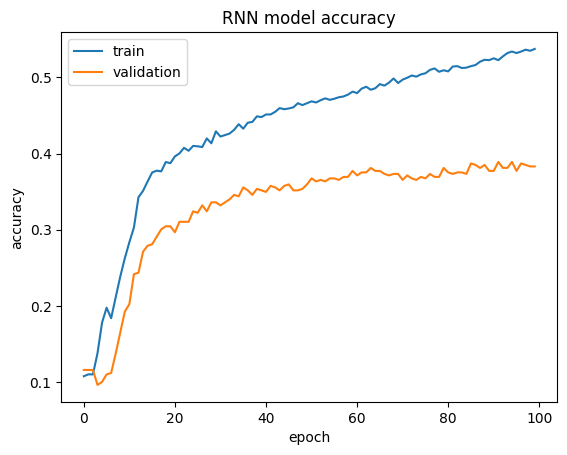 RNN model accuracy
train
validation
accuracy
0.5
0.4
0.3
0.2
0.1
0 20 40 60 80 100
epoch